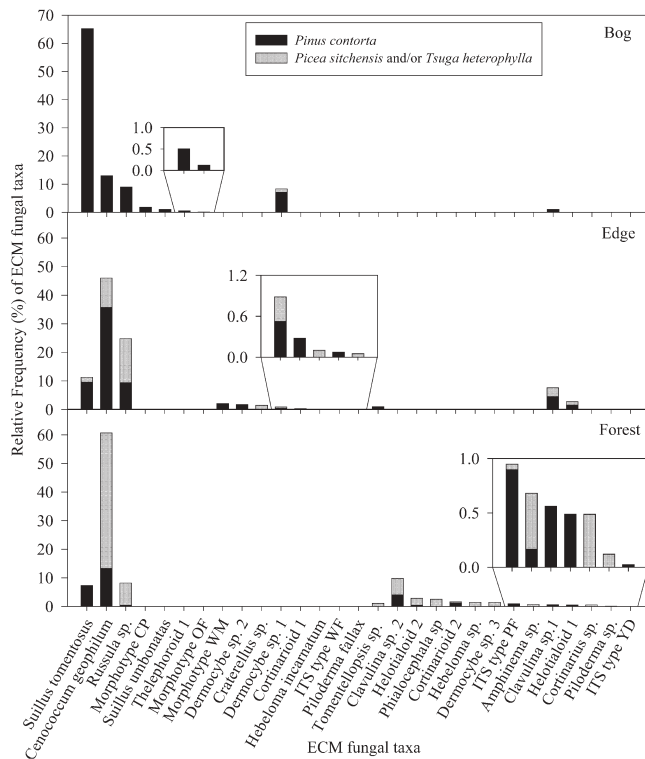 70
60
50
40
30
20
10
0
Pinus contorta
Picea sitchensis and/or Tsuga heterophylla
Bog
1.0
0.5
0.0
60
50
40
30
20
10
0
Edge
1.2
0.6
0.0
60
50
40
30
20
10
0
Forest
1.0
0.5
0.0
Relative Frequency (%) of ECM fungal taxa
Suillus tomentosus
Cenococcum geophilum
Russula sp.
Morphotype CP
Suillus umbonatas
Thelephoroid 1
Morphotype OF
Morphotype WM
Dermocybe sp. 2
Craterellus sp.
Dermocybe sp. 1
Cortinarioid 1
Hebeloma incarnatum
ITS type WF
Piloderma fallax
Tomentellopsis sp.
Clavulina sp. 2
Helotialoid 2
Phialocephala sp
Cortinarioid 2
Hebeloma sp.
Dermocybe sp. 3
ITS type PF
Amphinema sp.
Clavulina sp.1
Helotialoid 1
Cortinarius sp.
Piloderma sp.
ITS type YD
ECM fungal taxa